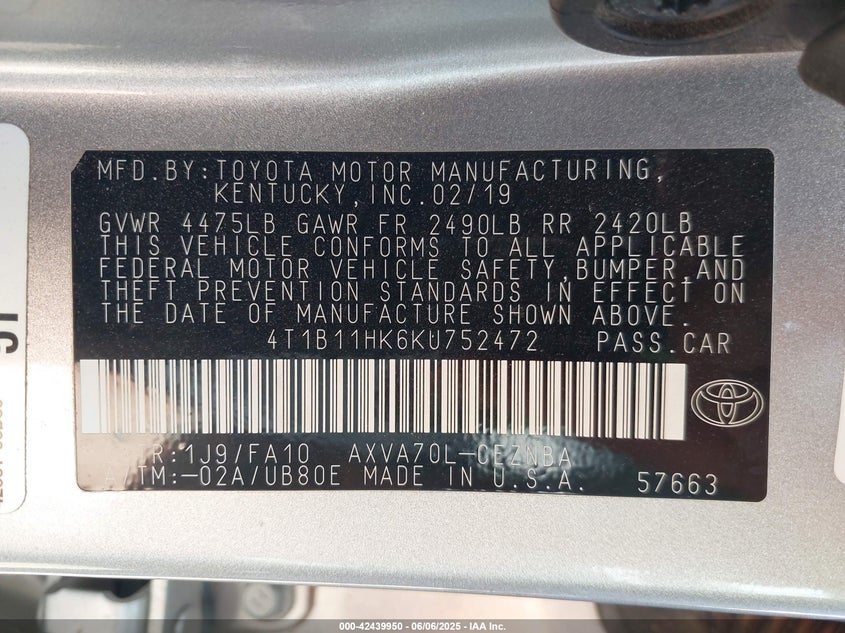 MFD.BY:TOYOTA MOTOR MANUFACTURING,
KENTUCKY,INC.02/19
GVWR 4475LB GAWR FR 2490LB RR 2420LB
THIS VEHICLE CONFORMS TO ALL APPLICABLE
FEDERAL MOTOR VEHICLE SAFETY,BUMPER,AND
THEFT PREVENTION STANDARDS IN EFFECT ON
THE DATE OF MANUFACTURE SHOWN ABOVE.
4T1B11HK6KU752472 PASS.CAR
R:1J9/FA10 AXVA70L-CEZNBA
A/TM:-02A/UB80E MADE IN U.S.A. 57663
000-42439950 | 06/06/2025 - IAA Inc.